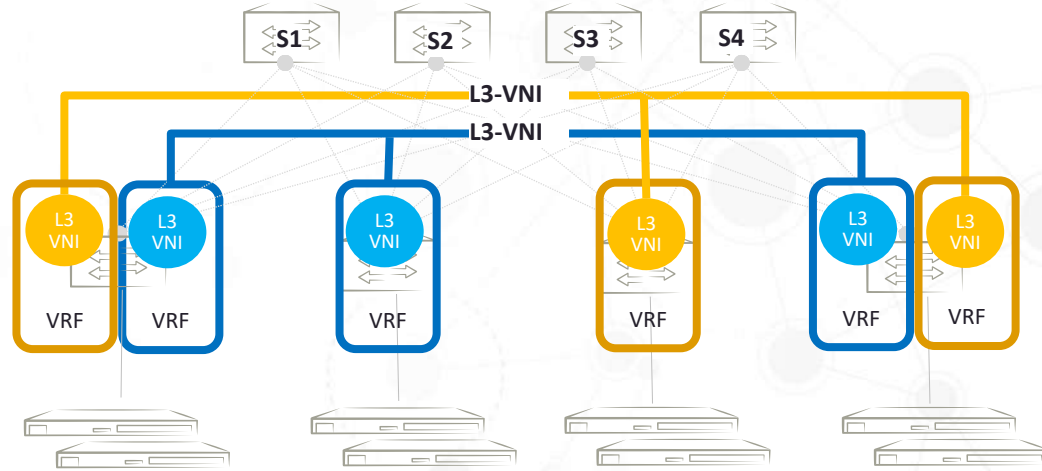 S1 S2 S3 S4
L3-VNI
L3-VNI
L3 L3 L3 L3 L3 L3
VNI VNI VNI VNI VNI VNI
VRF VRF VRF VRF VRF VRF